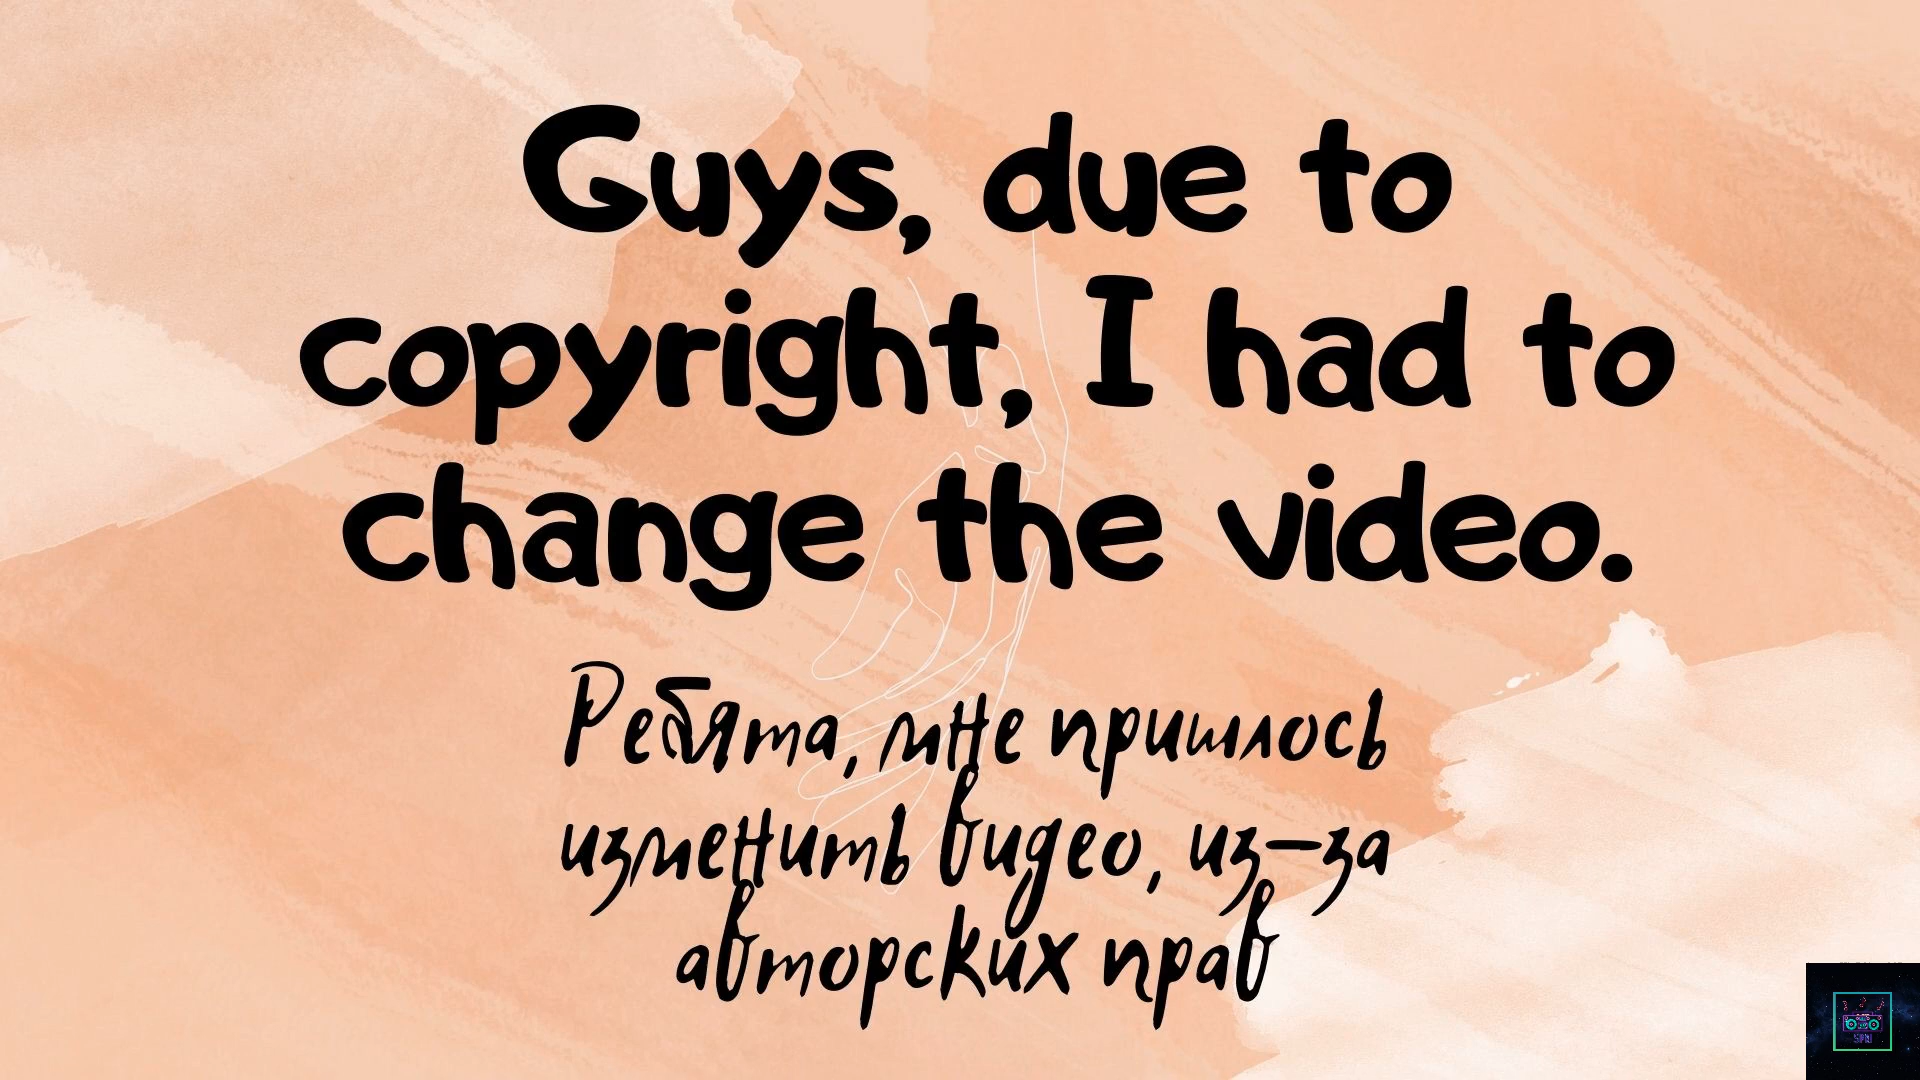 Guys, due to
copyright, I had to
change the video.
Ребята, мне пришлось
изменить видео, из-за
авторских прав